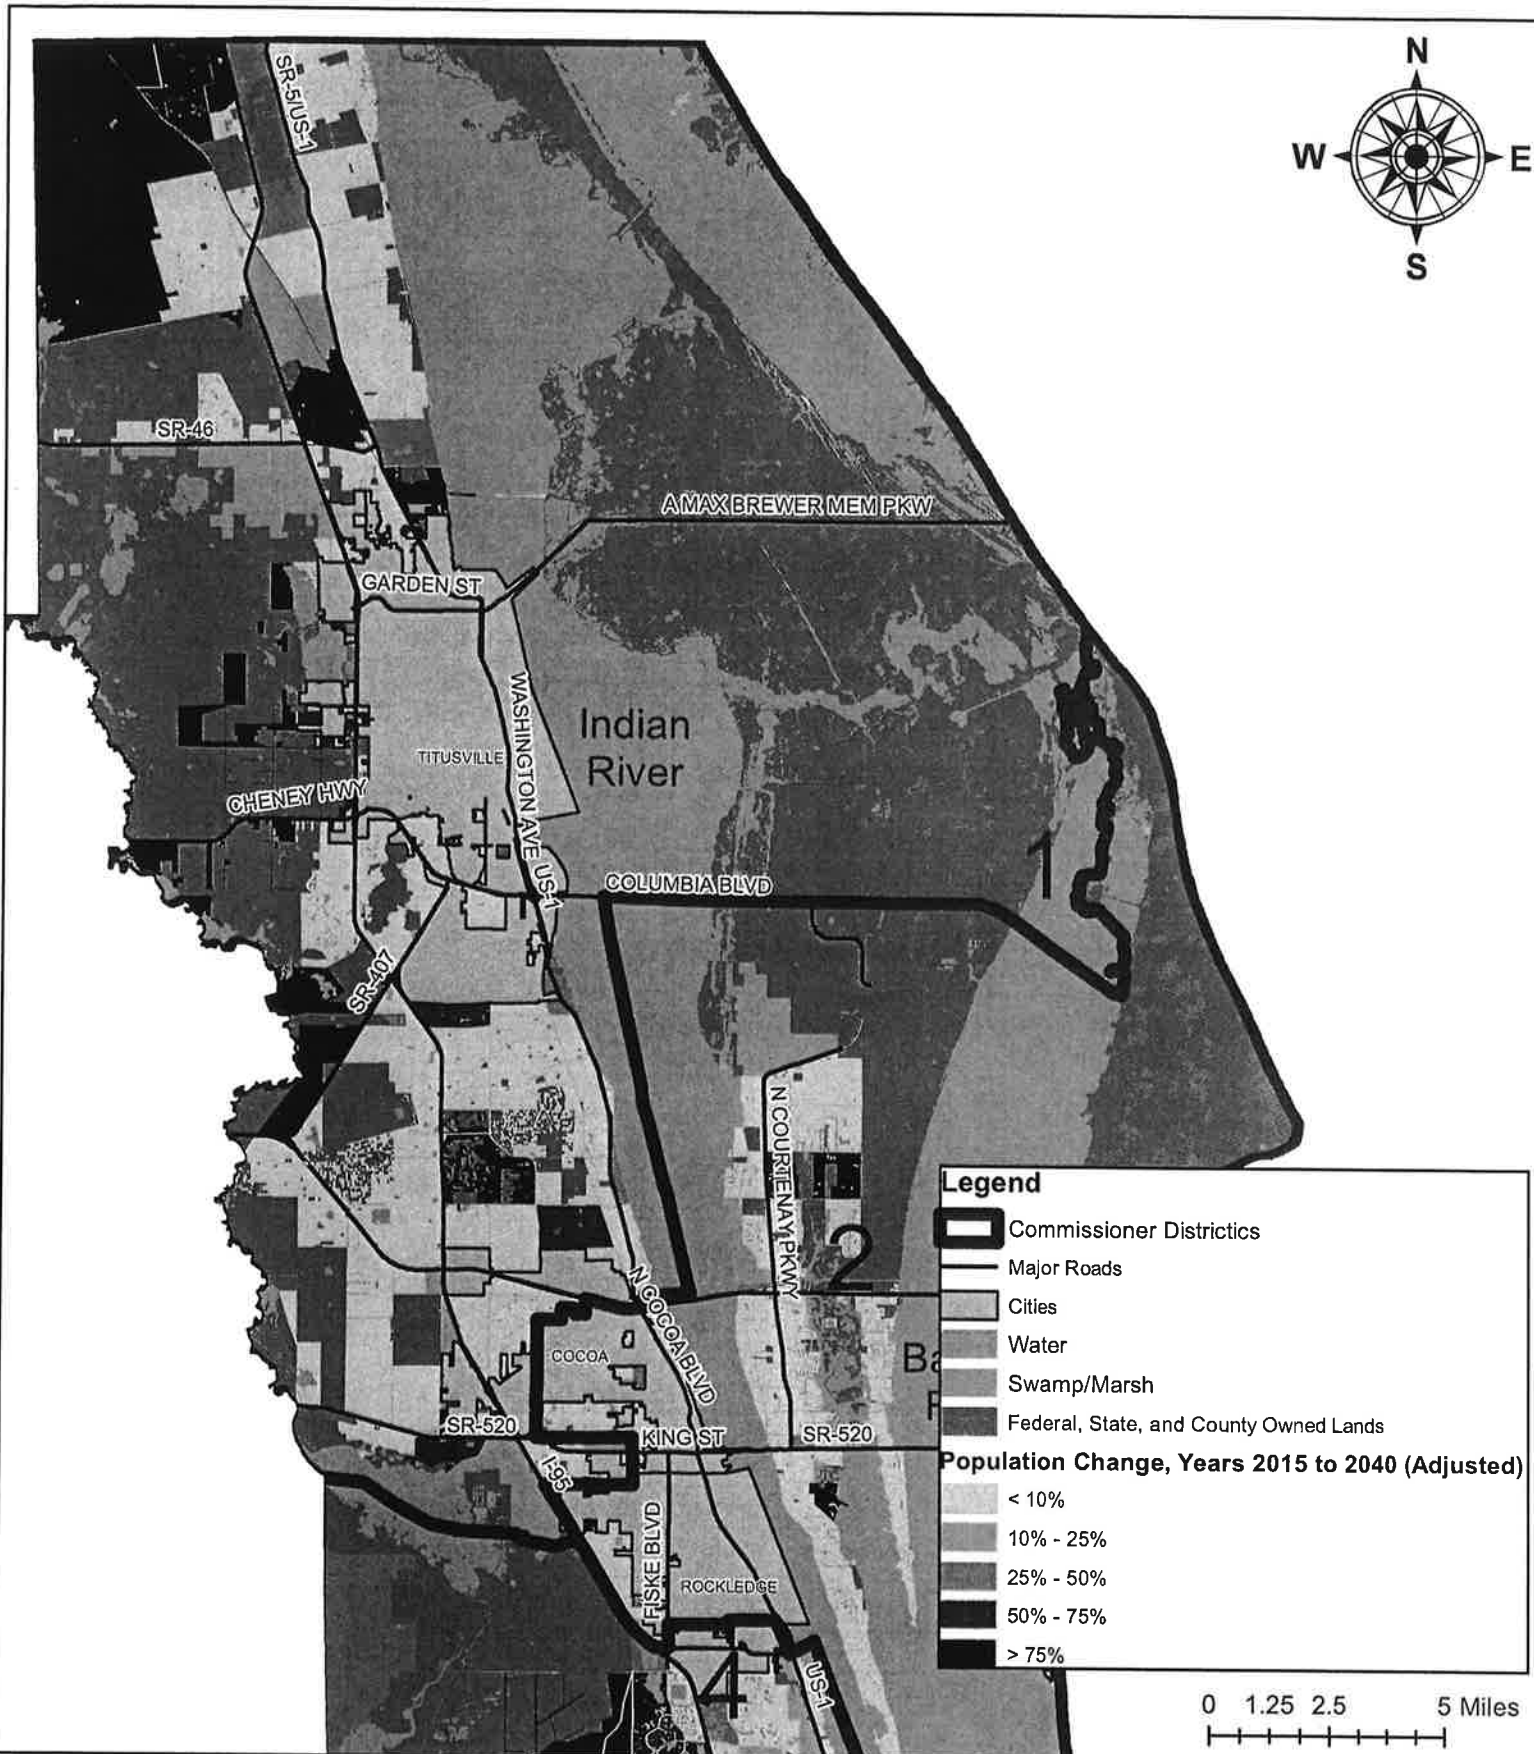 N
W
E
S
SR-5/US-1
SR-46
A MAX BREWER MEM PKW
GARDEN ST
WASHINGTON AVE US-1
Indian
River
TITUSVILLE
CHENEY HWY
1
COLUMBIA BLVD
SR-407
N COURTENAY PKWY
2
N COCOA BLVD
COCOA
Ba
SR-520
KING ST
SR-520
I-95
FISKE BLVD
ROCKLEDGE
4
US-1
Legend
Commissioner Districtics
Major Roads
Cities
Water
Swamp/Marsh
Federal, State, and County Owned Lands
Population Change, Years 2015 to 2040 (Adjusted)
< 10%
10% - 25%
25% - 50%
50% - 75%
> 75%
0 1.25 2.5 5 Miles